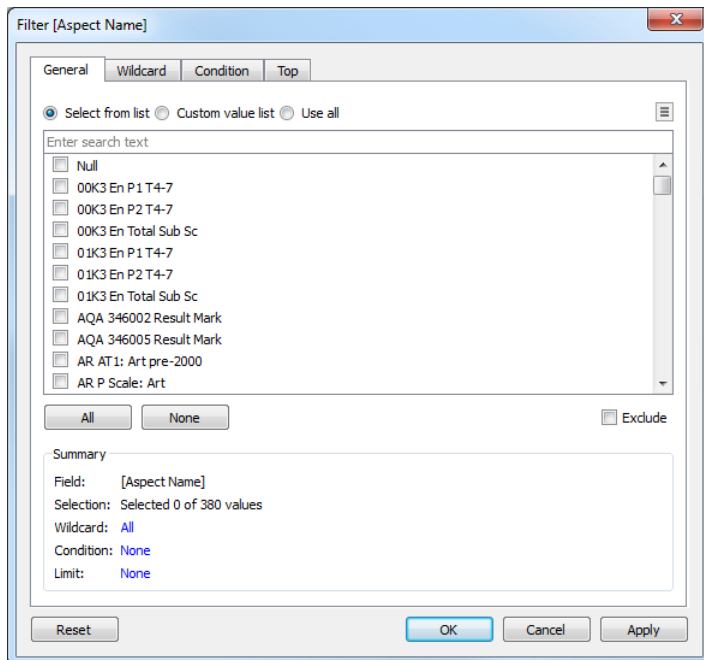 Filter [Aspect Name]
General Wildcard Condition Top
Select from list Custom value list Use all
Enter search text
Null
00K3 En P1 T4-7
00K3 En P2 T4-7
00K3 En Total Sub Sc
01K3 En P1 T4-7
01K3 En P2 T4-7
01K3 En Total Sub Sc
AQA 346002 Result Mark
AQA 346005 Result Mark
AR AT1: Art pre-2000
AR P Scale: Art
All None Exclude
Summary
Field: [Aspect Name]
Selection: Selected 0 of 380 values
Wildcard: All
Condition: None
Limit: None
Reset OK Cancel Apply